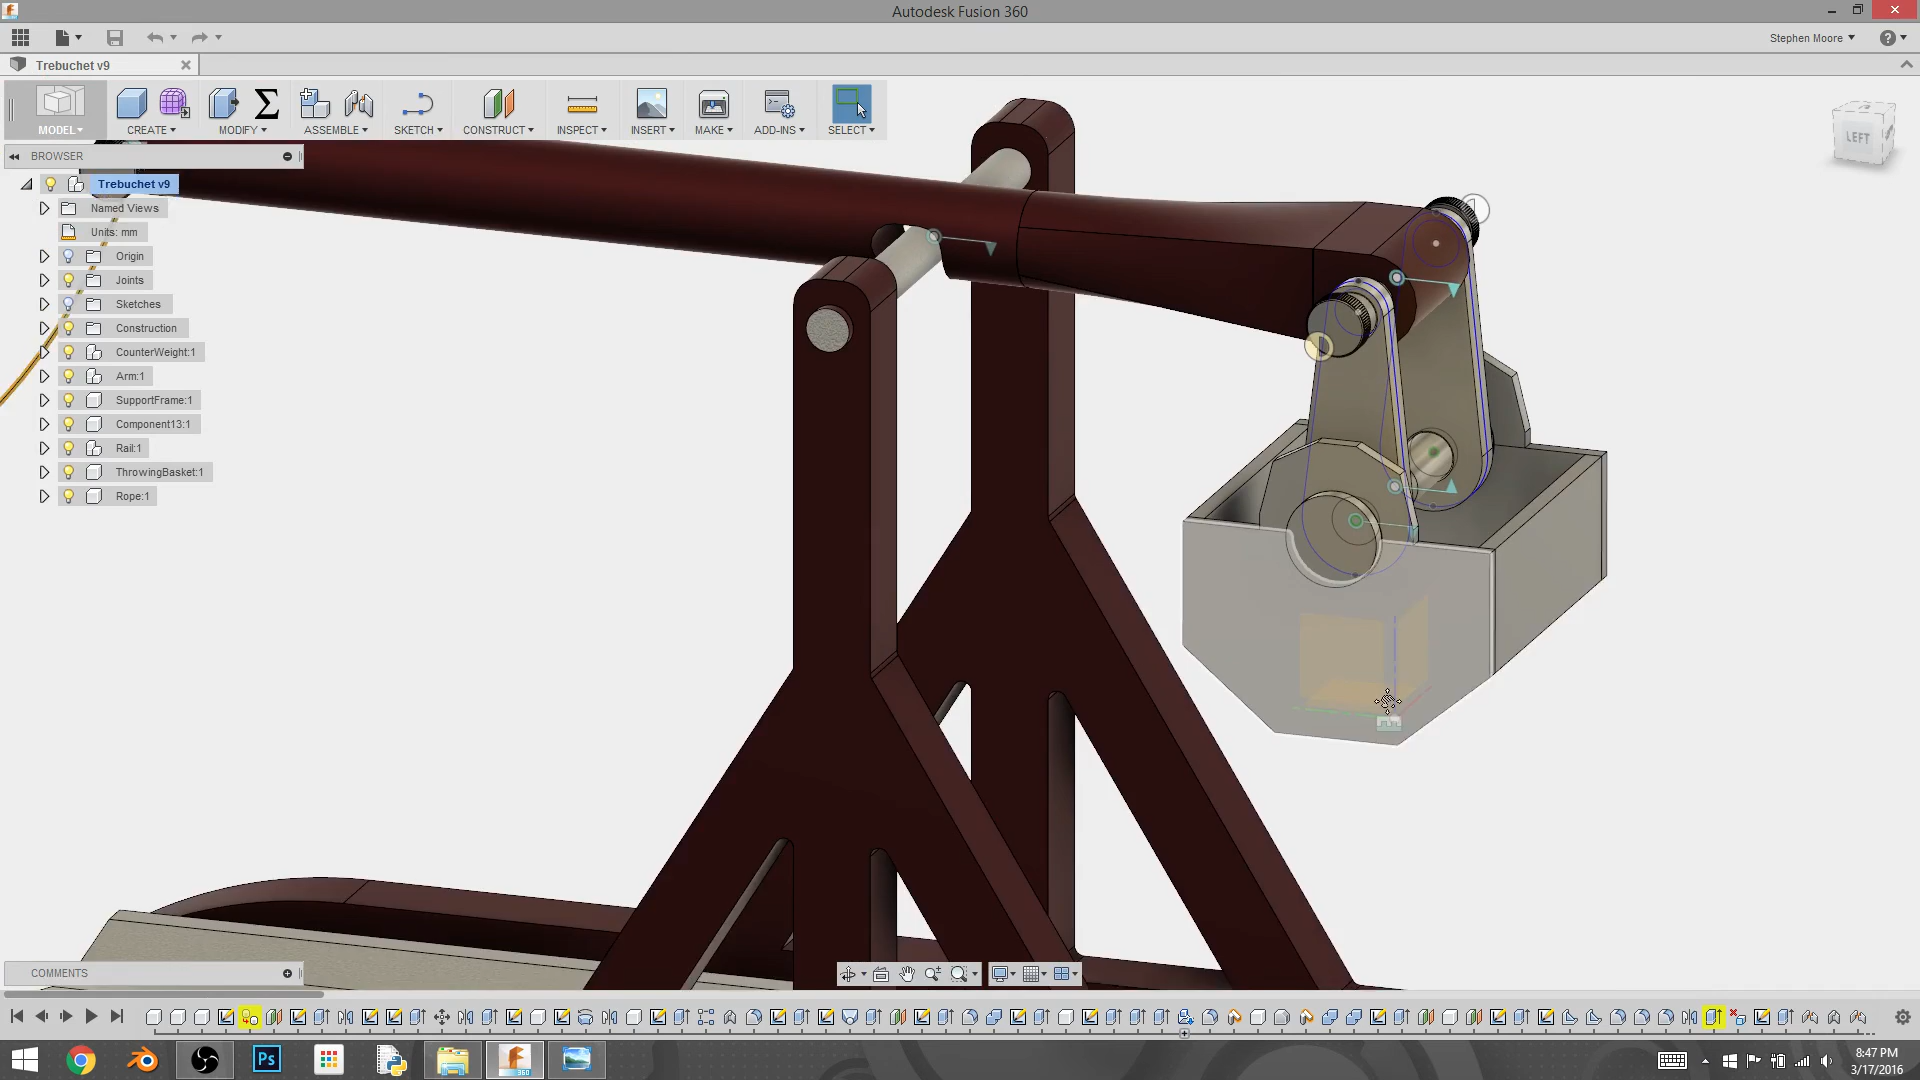 Autodesk Fusion 360
Stephen Moore
Trebuchet v9
MODEL
CREATE
MODIFY
ASSEMBLE
SKETCH
CONSTRUCT
INSPECT
INSERT
MAKE
ADD-INS
SELECT
LEFT
BROWSER
Trebuchet v9
Named Views
Units: mm
Origin
Joints
Sketches
Construction
CounterWeight:1
Arm:1
SupportFrame:1
Component13:1
Rail:1
ThrowingBasket:1
Rope:1
COMMENTS
Ps
360
8:47 PM
3/17/2016